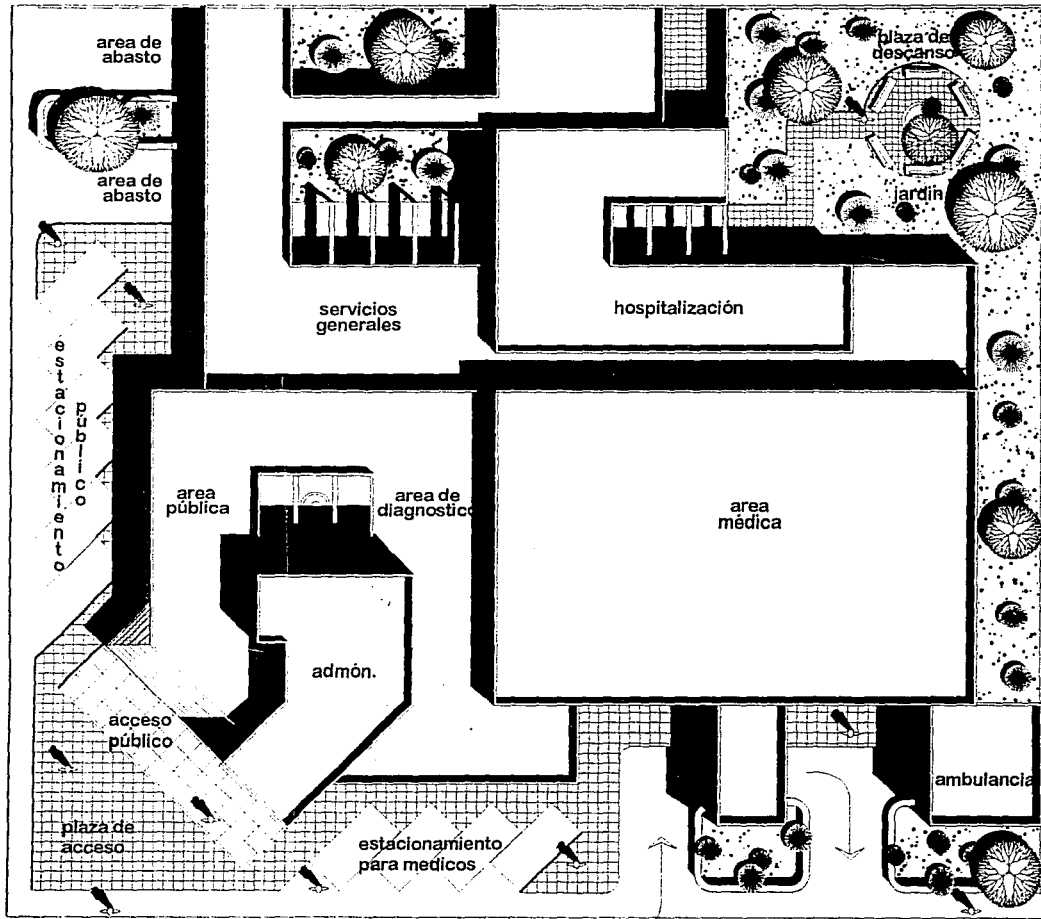 area de
abasto
plaza de
descanso
area de
abasto
jardin
servicios
generales
hospitalización
estacionamiento
público
area
pública
area de
diagnostico
area
médica
admón.
acceso
público
ambulancia
plaza de
acceso
estacionamiento
para medicos